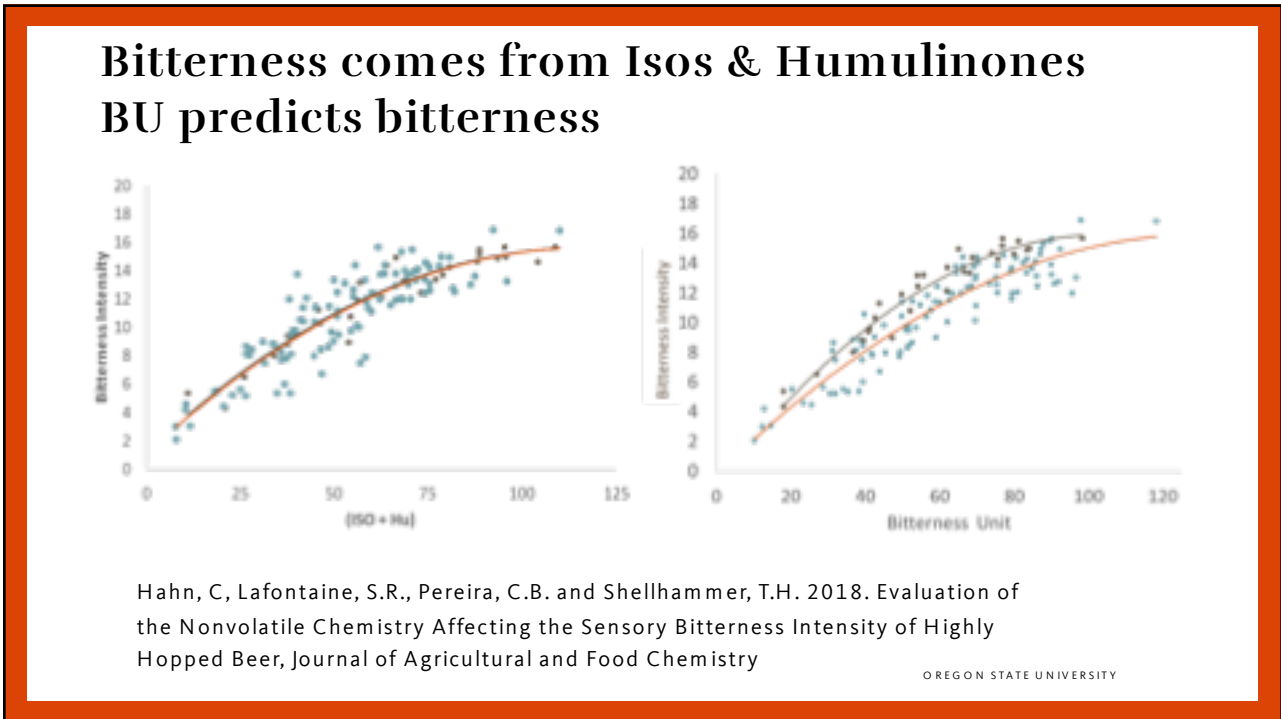 Bitterness comes from Isos & Humulinones
BU predicts bitterness
20
18
16
14
12
10
8
6
4
2
0
Bitterness Intensity
0 25 50 75 100 125
(ISO + Hu)
20
18
16
14
12
10
8
6
4
2
0
Bitterness Intensity
0 20 40 60 80 100 120
Bitterness Unit
Hahn, C, Lafontaine, S.R., Pereira, C.B. and Shellhammer, T.H. 2018. Evaluation of
the Nonvolatile Chemistry Affecting the Sensory Bitterness Intensity of Highly
Hopped Beer, Journal of Agricultural and Food Chemistry
OREGON STATE UNIVERSITY